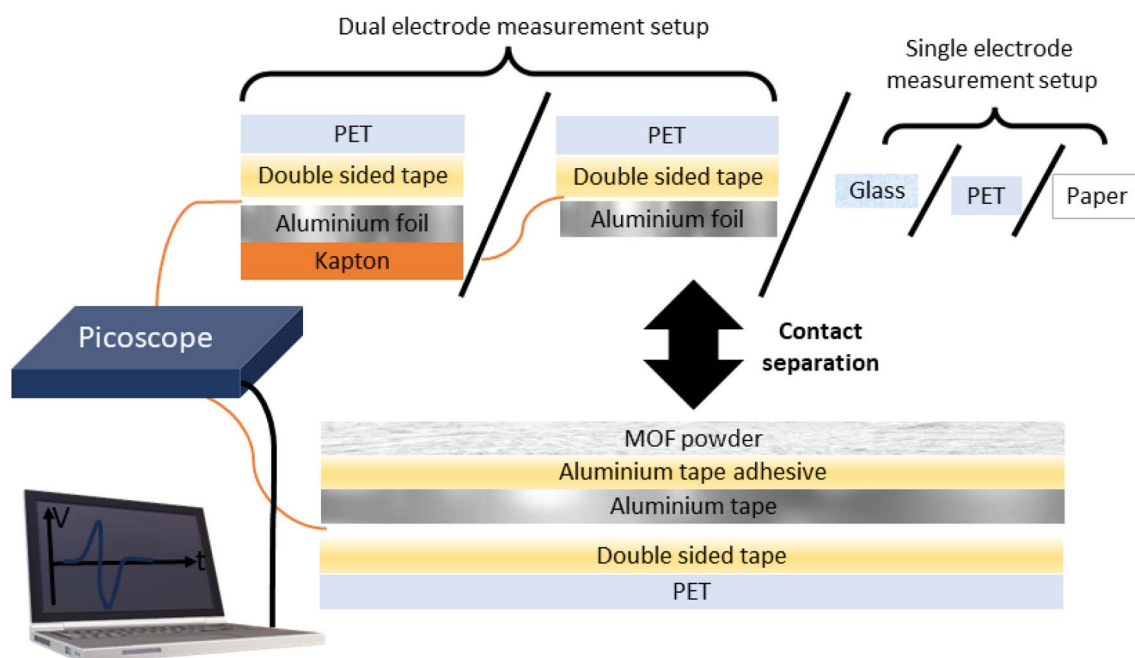 Dual electrode measurement setup
Single electrode
measurement setup
PET
Double sided tape
Aluminium foil
Kapton
PET
Double sided tape
Aluminium foil
Glass
PET
Paper
Picoscope
Contact
separation
MOF powder
Aluminium tape adhesive
Aluminium tape
Double sided tape
PET
V
t